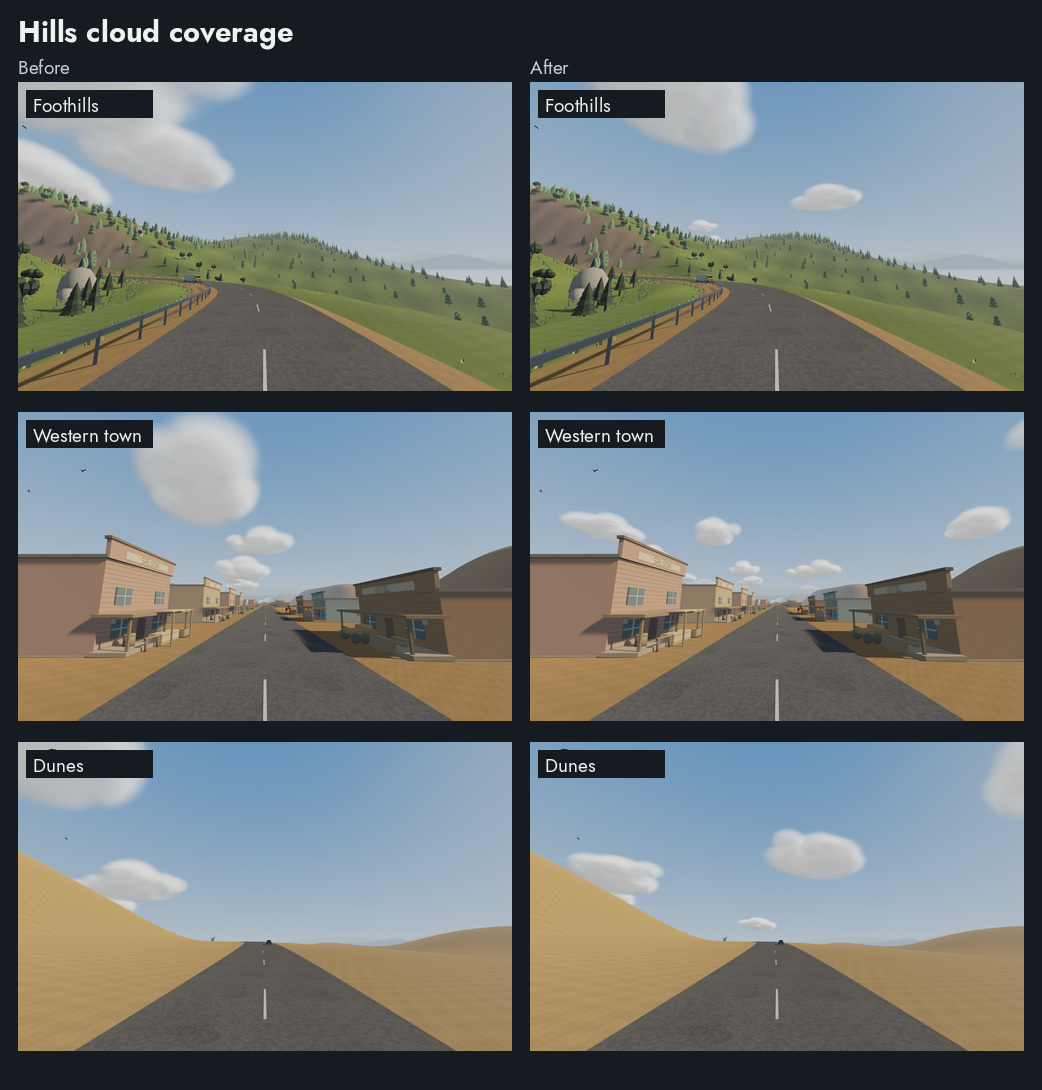 Hills cloud coverage
Before
After
Foothills
Foothills
Western town
Western town
Dunes
Dunes